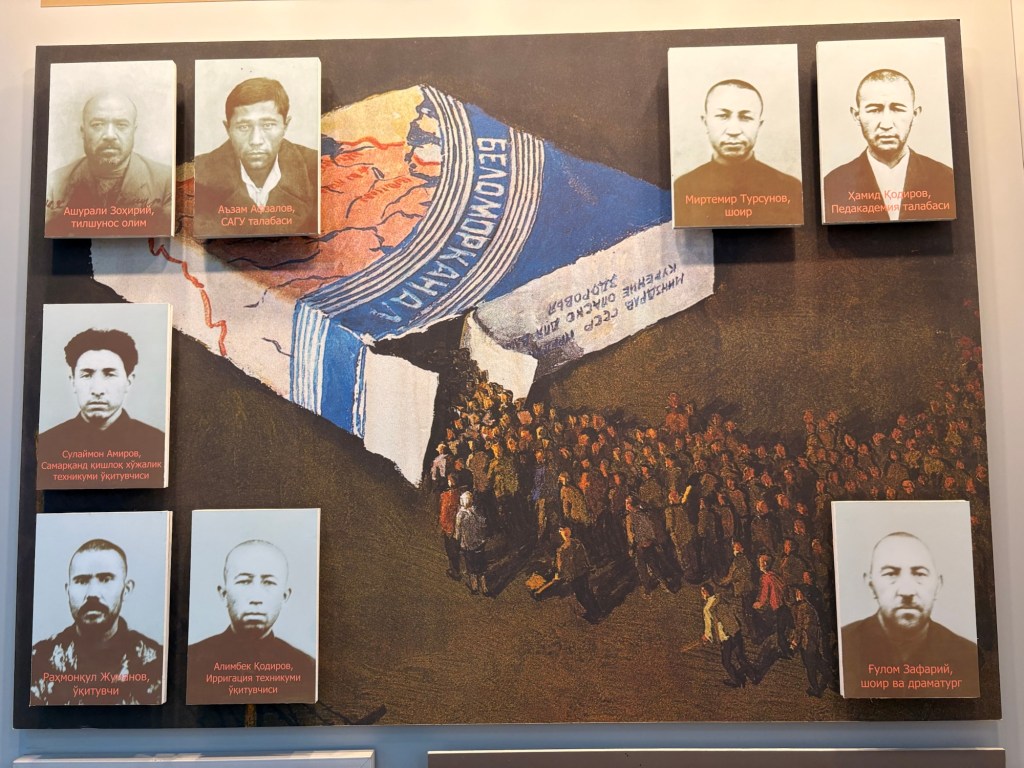 Ашурали Зоҳирий,
тилшунос олим
Аъзам Афзалов,
САГУ талабаси
БЕЛОМОРКАНАЛ
МИНЗДРАВ СССР
КУРЕНИЕ ОПАСНО ДЛЯ
ЗДОРОВЬЯ
Миртемир Турсунов,
шоир
Ҳамид Қодиров,
Педакадемия талабаси
Сулаймон Амиров,
Самарқанд қишлоқ хўжалик
техникуми ўқитувчиси
Раҳмонқул Жуманов,
ўқитувчи
Алимбек Қодиров,
Ирригация техникуми
ўқитувчиси
Ғулом Зафарий,
шоир ва драматург